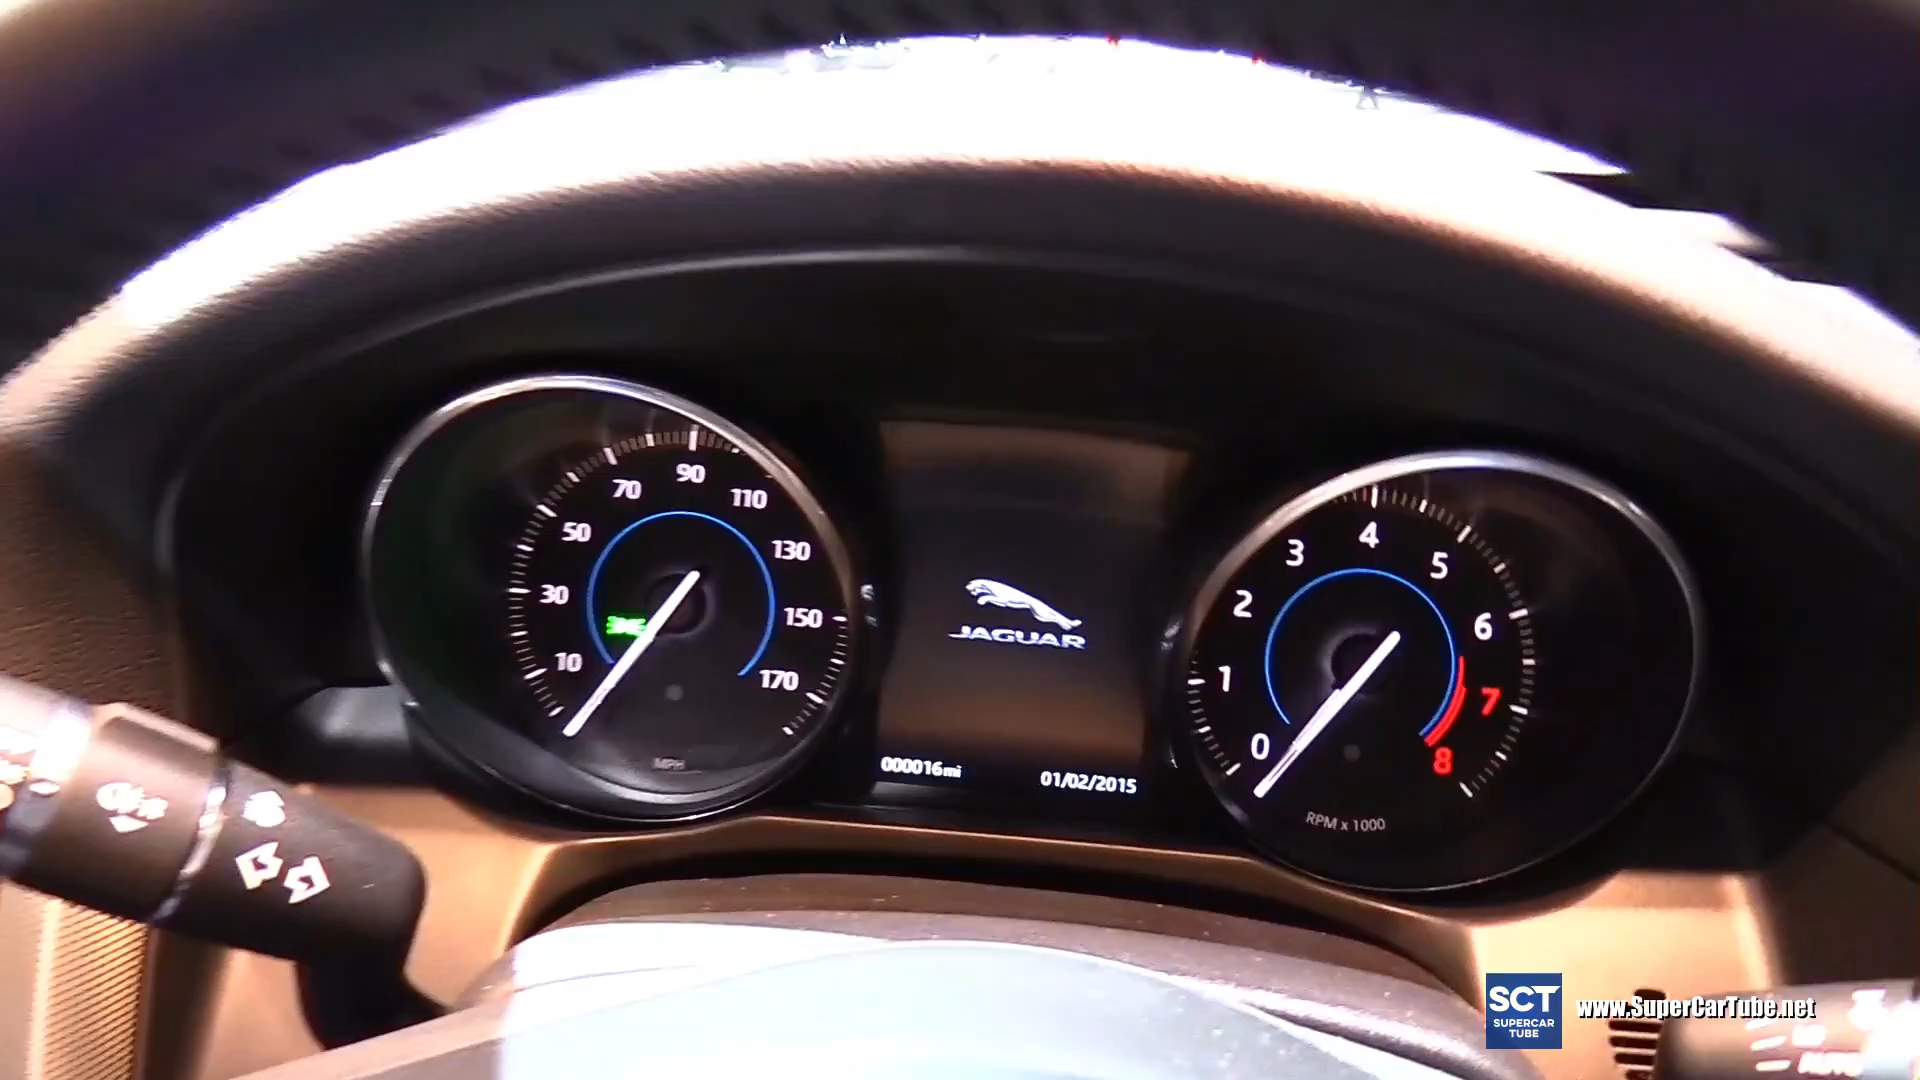 10
30
50
70
90
110
130
150
170
MPH
JAGUAR
000016mi
01/02/2015
0
1
2
3
4
5
6
7
8
RPM x 1000
SCT
SUPERCAR
TUBE
www.SuperCarTube.net
AUTO